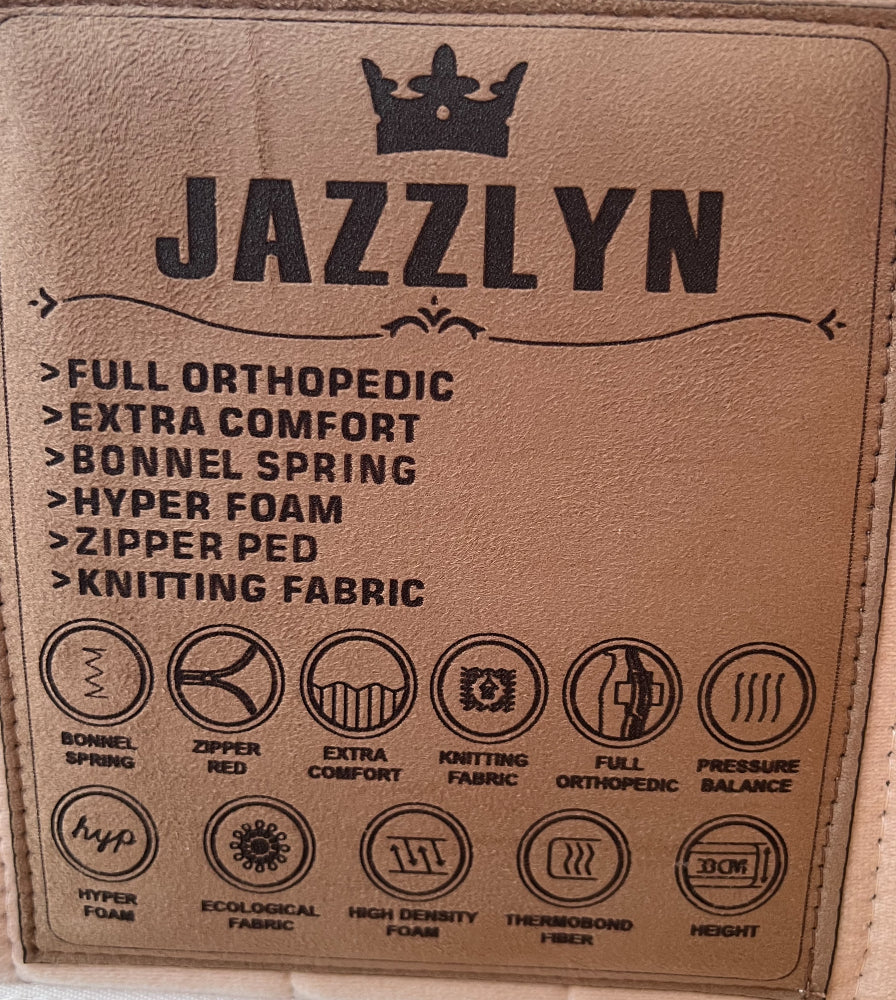 JAZZLYN
>FULL ORTHOPEDIC
>EXTRA COMFORT
>BONNEL SPRING
>HYPER FOAM
>ZIPPER PED
>KNITTING FABRIC
BONNEL
SPRING
ZIPPER
RED
EXTRA
COMFORT
KNITTING
FABRIC
FULL
ORTHOPEDIC
PRESSURE
BALANCE
hyp
HYPER
FOAM
ECOLOGICAL
FABRIC
HIGH DENSITY
FOAM
THERMOBOND
FIBER
HEIGHT